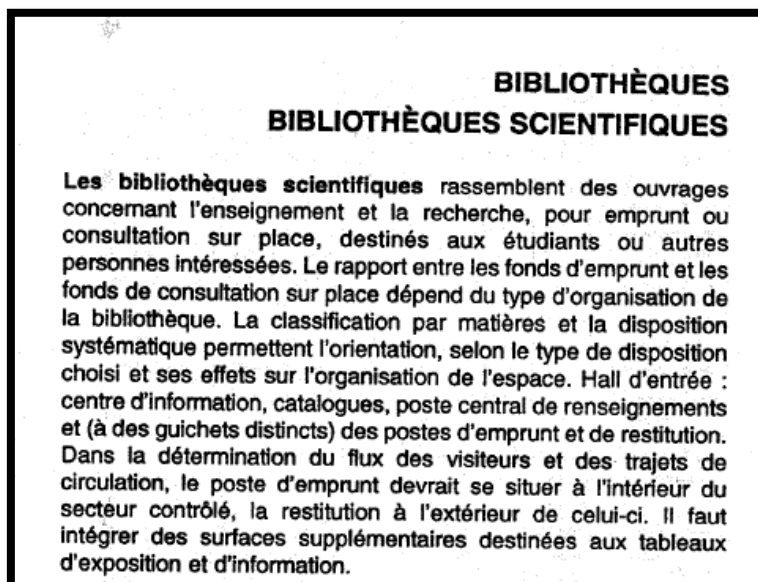 BIBLIOTHÈQUES
BIBLIOTHÈQUES SCIENTIFIQUES
Les bibliothèques scientifiques rassemblent des ouvrages
concernant l'enseignement et la recherche, pour emprunt ou
consultation sur place, destinés aux étudiants ou autres
personnes intéressées. Le rapport entre les fonds d'emprunt et les
fonds de consultation sur place dépend du type d'organisation de
la bibliothèque. La classification par matières et la disposition
systématique permettent l'orientation, selon le type de disposition
choisi et ses effets sur l'organisation de l'espace. Hall d'entrée :
centre d'information, catalogues, poste central de renseignements
et (à des guichets distincts) des postes d'emprunt et de restitution.
Dans la détermination du flux des visiteurs et des trajets de
circulation, le poste d'emprunt devrait se situer à l'intérieur du
secteur contrôlé, la restitution à l'extérieur de celui-ci. Il faut
intégrer des surfaces supplémentaires destinées aux tableaux
d'exposition et d'information.